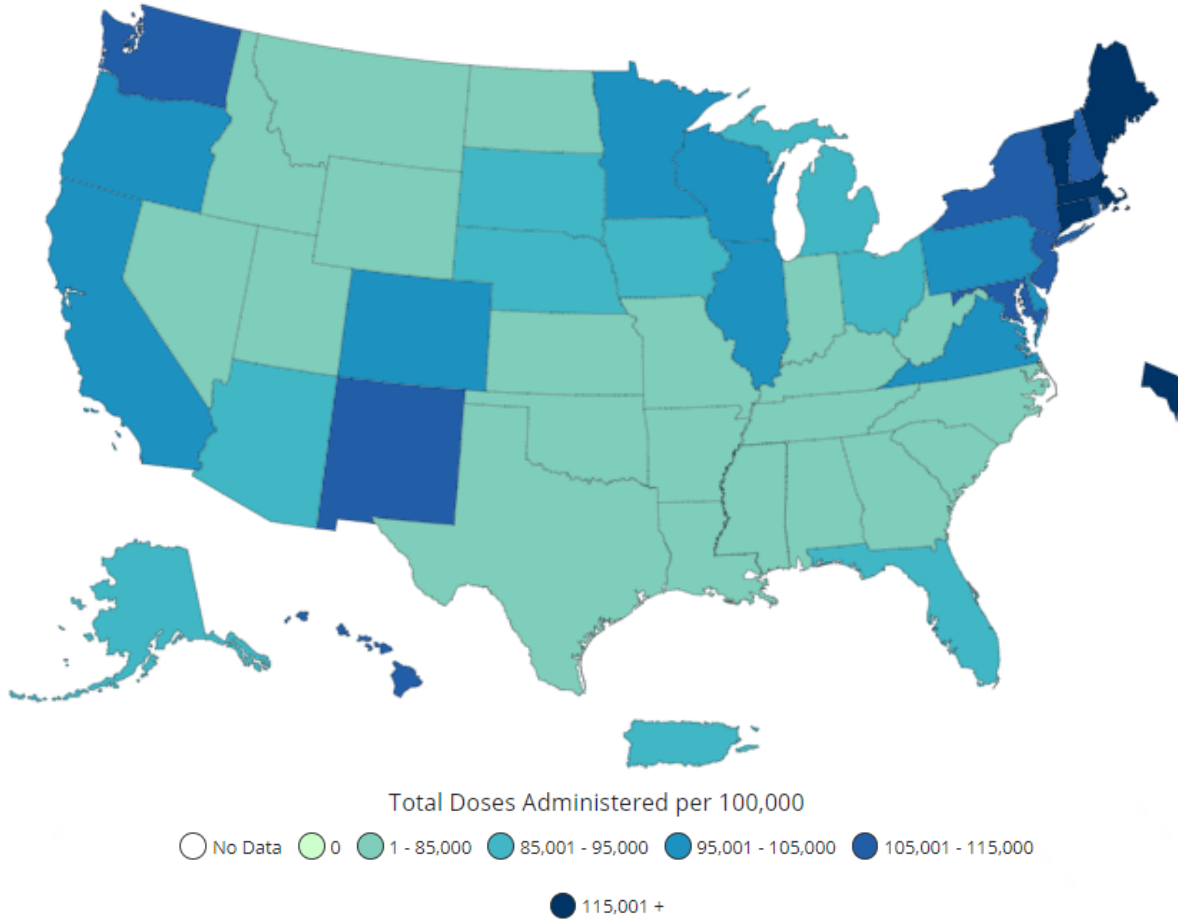 Total Doses Administered per 100,000
No Data 0 1 - 85,000 85,001 - 95,000 95,001 - 105,000 105,001 - 115,000
115,001 +